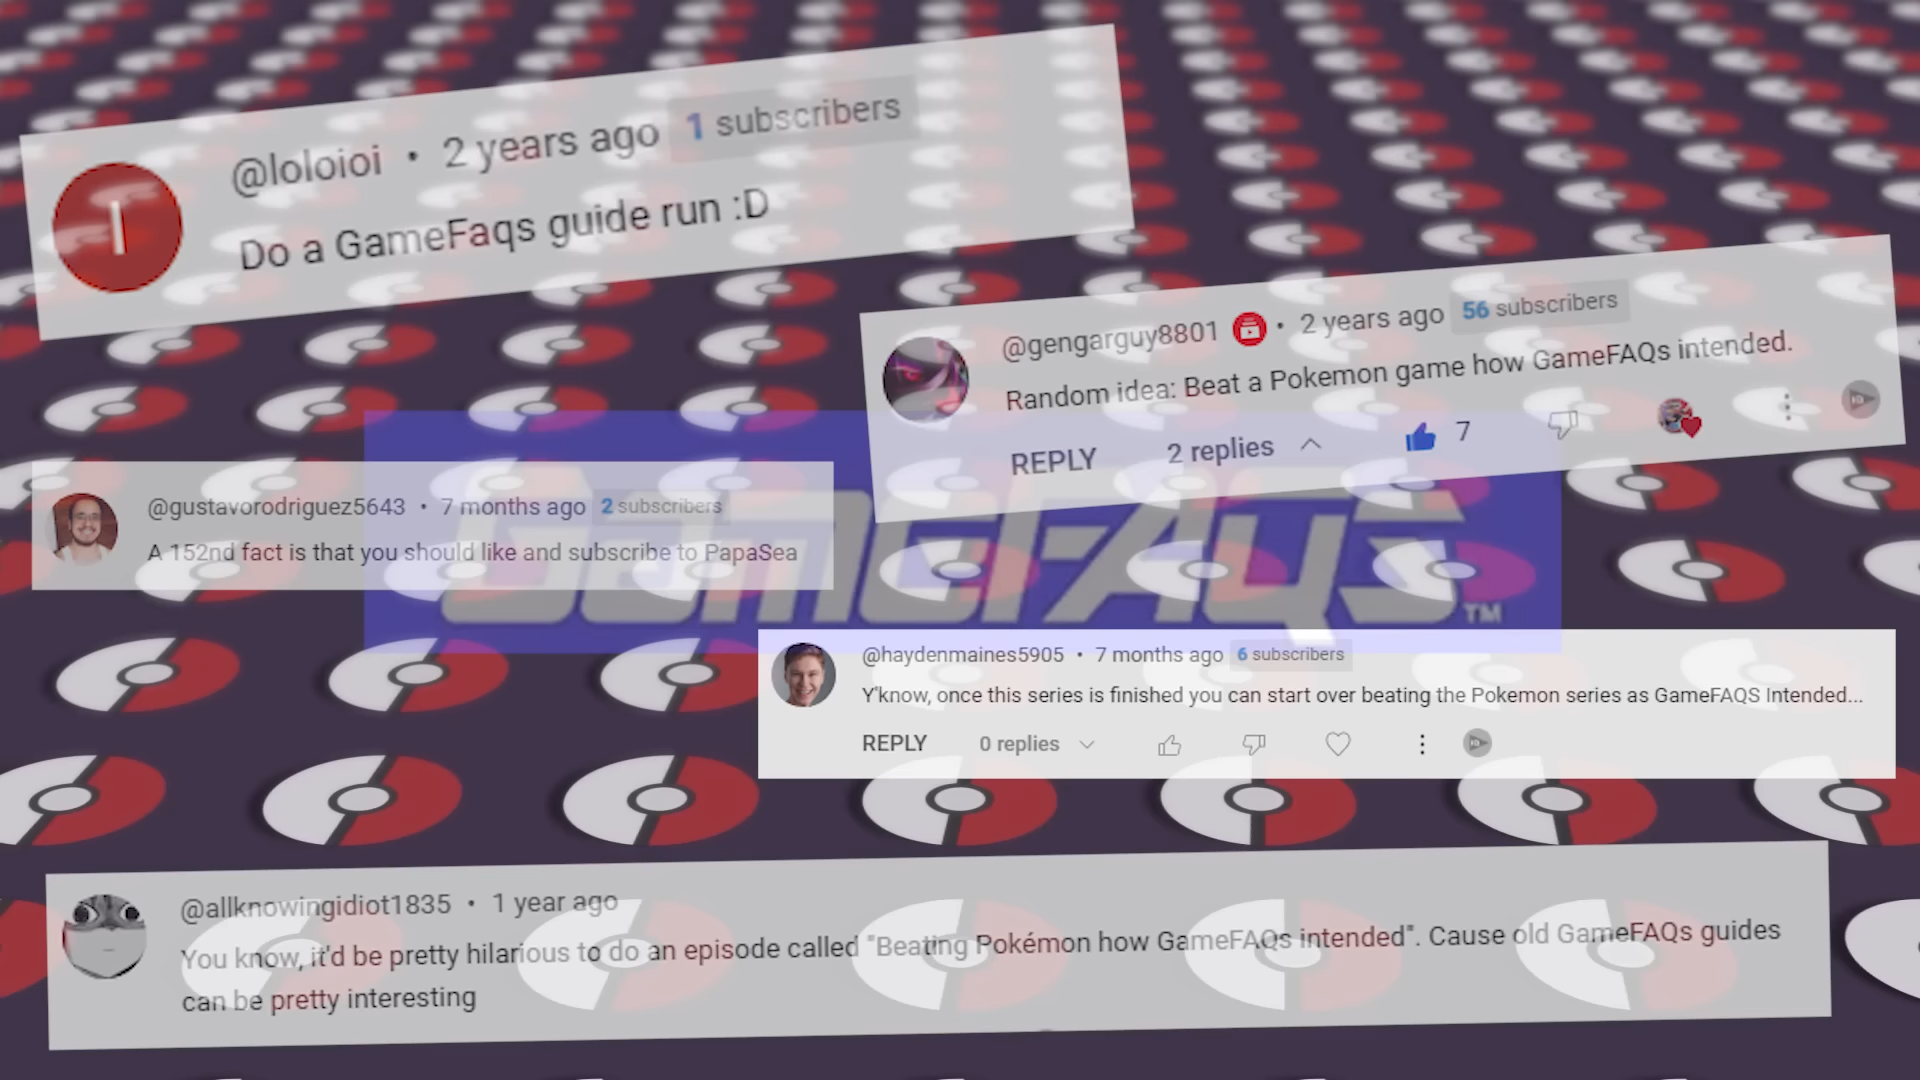 @loloioi • 2 years ago 1 subscribers
Do a GameFaqs guide run :D
@gengarguy8801 • 2 years ago 56 subscribers
Random idea: Beat a Pokemon game how GameFAQs intended.
REPLY 2 replies 7
@gustavorodriguez5643 • 7 months ago 2 subscribers
A 152nd fact is that you should like and subscribe to PapaSea
GameFAqs™
@haydenmaines5905 • 7 months ago 6 subscribers
Y'know, once this series is finished you can start over beating the Pokemon series as GameFAQS Intended...
REPLY 0 replies
@allknowingidiot1835 • 1 year ago
You know, it'd be pretty hilarious to do an episode called "Beating Pokémon how GameFAQs intended". Cause old GameFAQs guides
can be pretty interesting